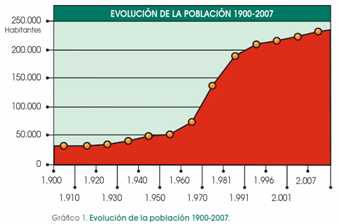 EVOLUCIÓN DE LA POBLACIÓN 1900-2007
250.000
Habitantes
200.000
150.000
100.000
50.000
0
1.900 1.920 1.940 1.960 1.981 1.996 2.007
1.910 1.930 1.950 1.970 1.991 2.001
Gráfico 1. Evolución de la población 1900-2007.